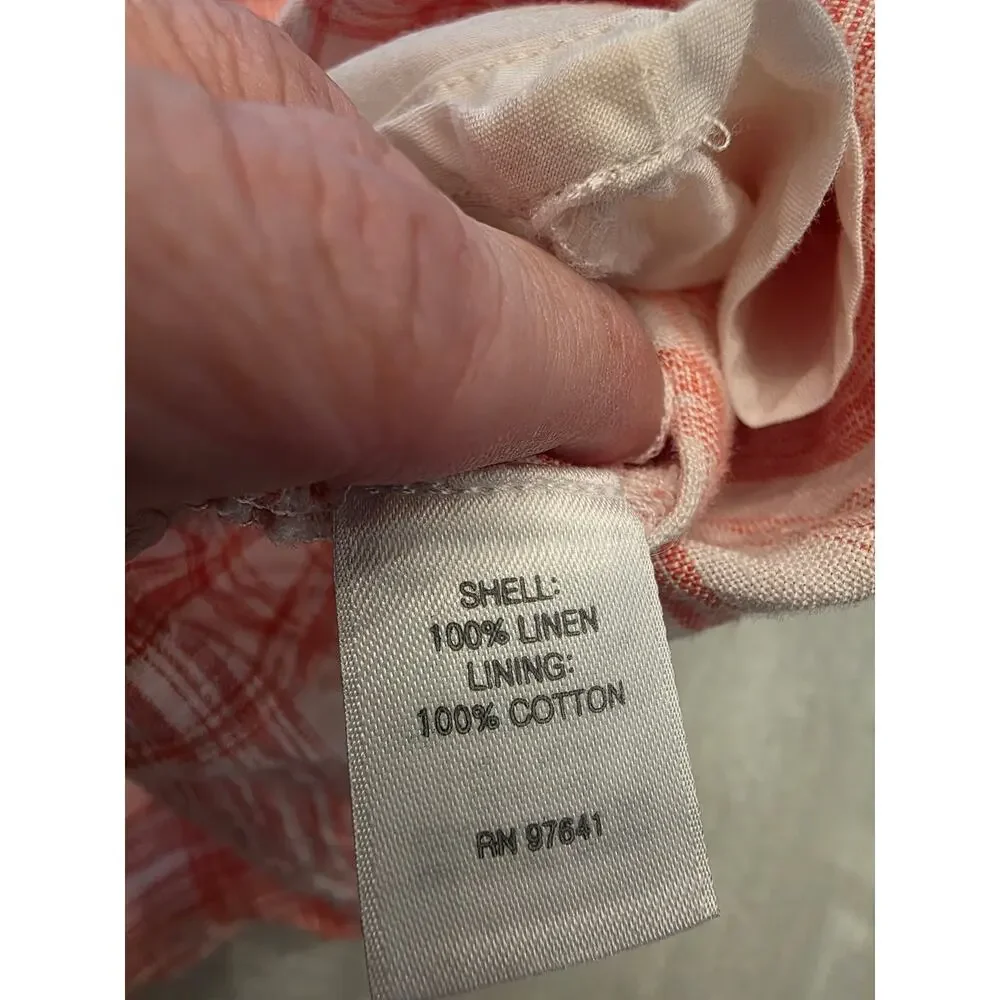 SHELL:
100% LINEN
LINING:
100% COTTON
RN 97641